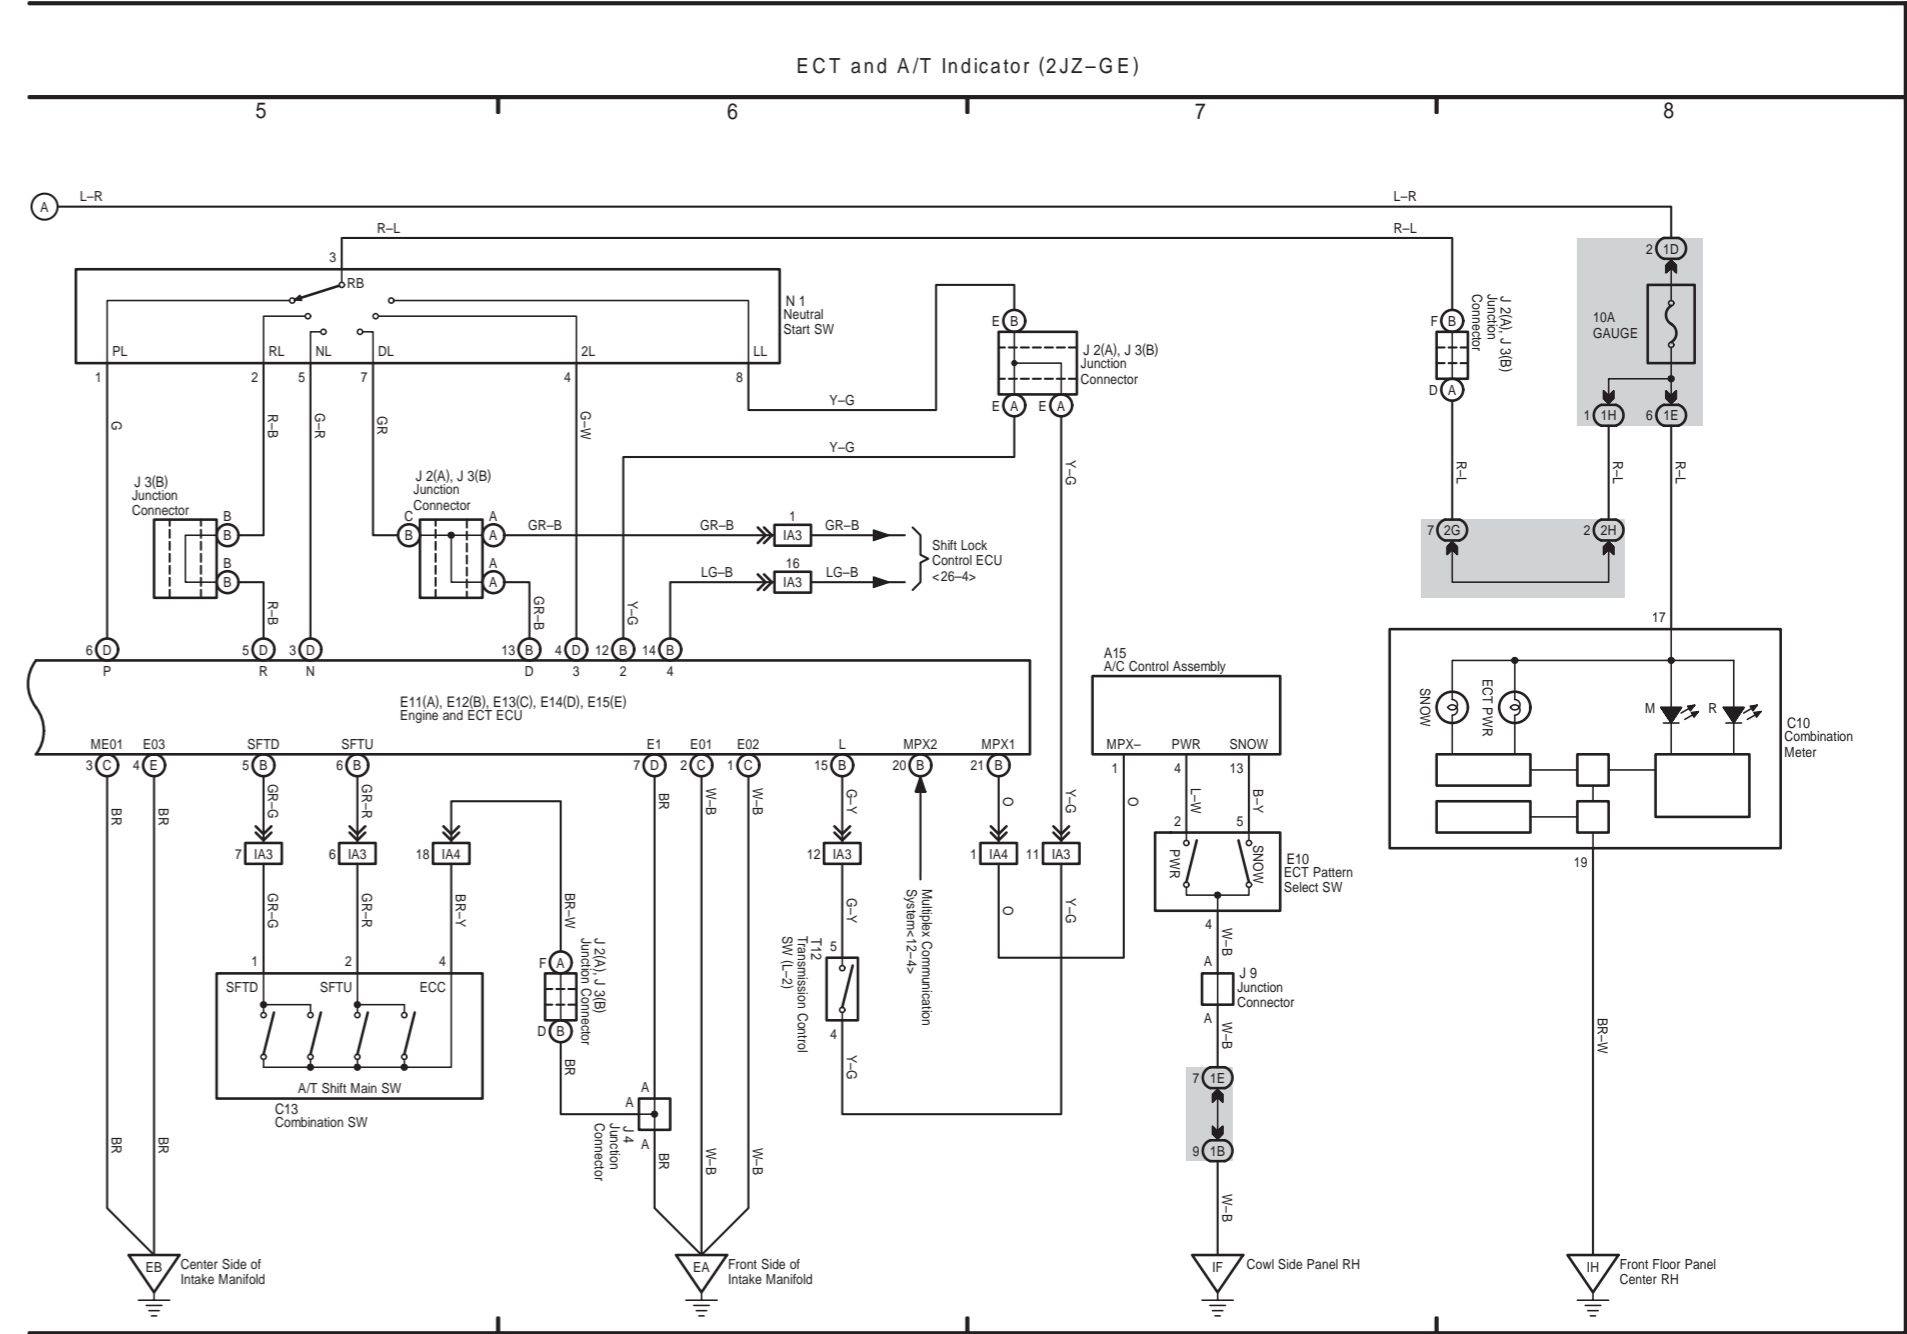 ECT and A/T Indicator (2JZ–GE)
5 6 7 8
A L–R L–R
R–L R–L
3
RB
N 1
Neutral
Start SW
PL RL NL DL 2L LL
1 2 5 7 4 8
G R–B G–R GR G–W
Y–G
Y–G
E B
J 2(A), J 3(B)
Junction
Connector
E A E A
Y–G
F B
J 2(A), J 3(B)
Junction
Connector
D A
R–L
2 1D
10A
GAUGE
1 1H 6 1E
R–L R–L
7 2G 2 2H
J 3(B)
Junction
Connector
B
B
B
B
R–B
J 2(A), J 3(B)
Junction
Connector
C
B
A
A
A
A
GR–B GR–B 1 IA3 GR–B
LG–B 16 IA3 LG–B
Shift Lock
Control ECU
<26–4>
GR–B Y–G
6 D 5 D 3 D 13 B 4 D 12 B 14 B
P R N D 3 2 4
E11(A), E12(B), E13(C), E14(D), E15(E)
Engine and ECT ECU
ME01 E03 SFTD SFTU E1 E01 E02 L MPX2 MPX1
3 C 4 E 5 B 6 B 7 D 2 C 1 C 15 B 20 B 21 B
A15
A/C Control Assembly
MPX– PWR SNOW
1 4 13
17
SNOW
ECT PWR
M R
C10
Combination
Meter
19
BR BR GR–G GR–R BR W–B W–B G–Y O Y–G O L–W B–Y
7 IA3 6 IA3 18 IA4 12 IA3 1 IA4 11 IA3
2 5
PWR SNOW
E10
ECT Pattern
Select SW
GR–G GR–R BR–Y BR–W G–Y O Y–G
Multiplex Communication
System<12–4>
4
W–B
1 2 4
SFTD SFTU ECC
A/T Shift Main SW
C13
Combination SW
F A
J 2(A), J 3(B)
Junction Connector
D B
BR
5
T12
Transmission Control
SW (L–2)
4
Y–G
A
J 9
Junction
Connector
A
W–B
BR–W
7 1E
9 1B
W–B
A
A
A
J 4
Junction
Connector
BR BR BR W–B W–B
EB
Center Side of
Intake Manifold
EA
Front Side of
Intake Manifold
IF
Cowl Side Panel RH
IH
Front Floor Panel
Center RH